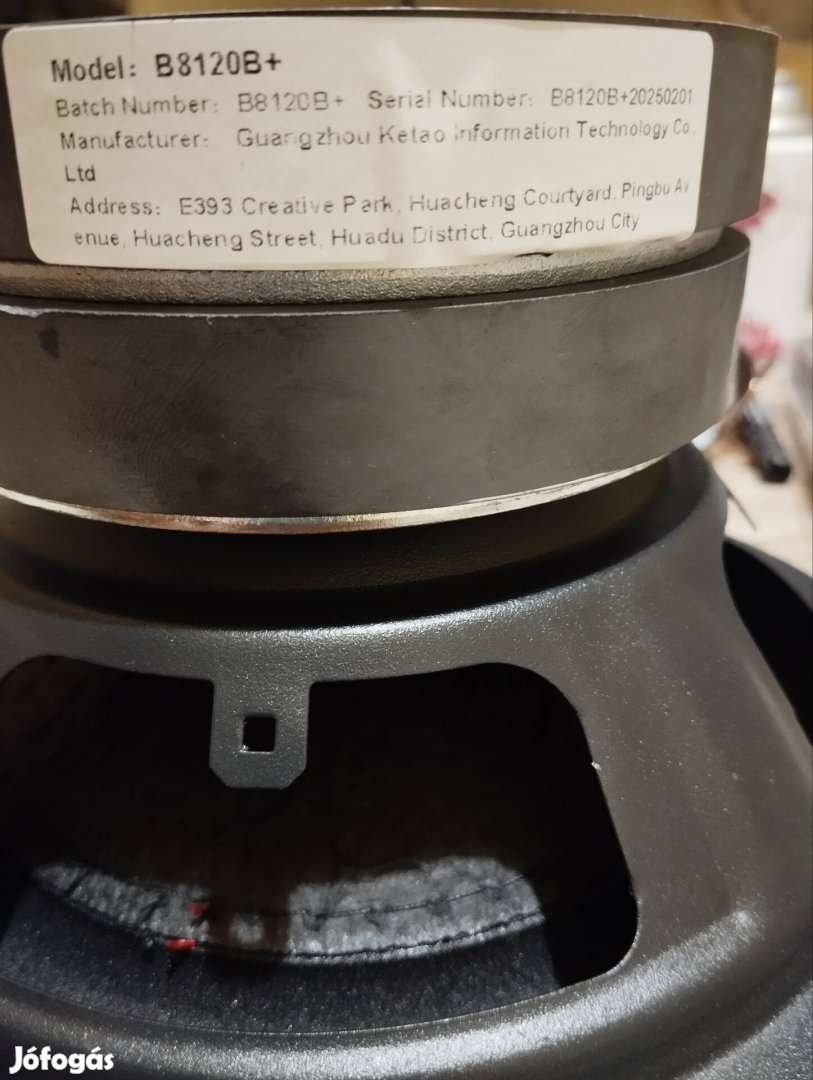 Model: B8120B+
Batch Number: B8120B+ Serial Number: B8120B+20250201
Manufacturer: Guangzhou Ketao information Technology Co.,
Ltd
Address: E393 Creative Park, Huacheng Courtyard, Pingbu Av
enue, Huacheng Street, Huadu District, Guangzhou City
Jófogás